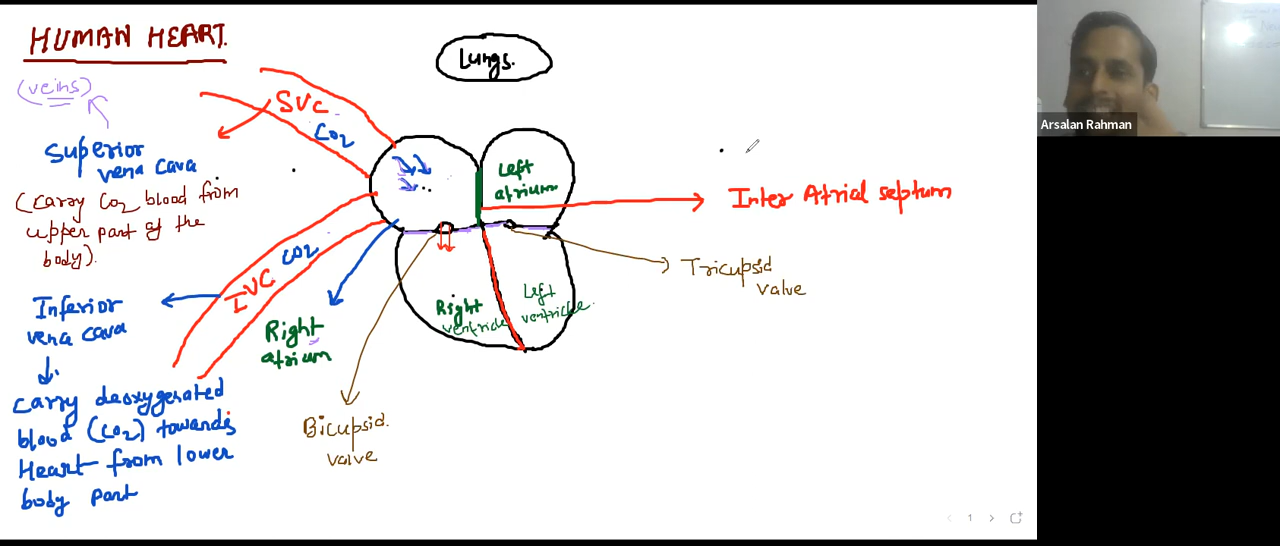 HUMAN HEART.
(veins)
Superior
vena cava
(carry CO2 blood from
upper part of the
body).
Inferior
vena cava
Carry deoxygerated
blood (CO2) towards
Heart from lower
body part
SVC
CO2
IVC CO2
Right
atrium
Bicupsid.
valve
Lungs.
Left
atrium
Right
ventricle
Left
ventricle
Inter Atrial septum
Tricupsid
valve
Arsalan Rahman
1